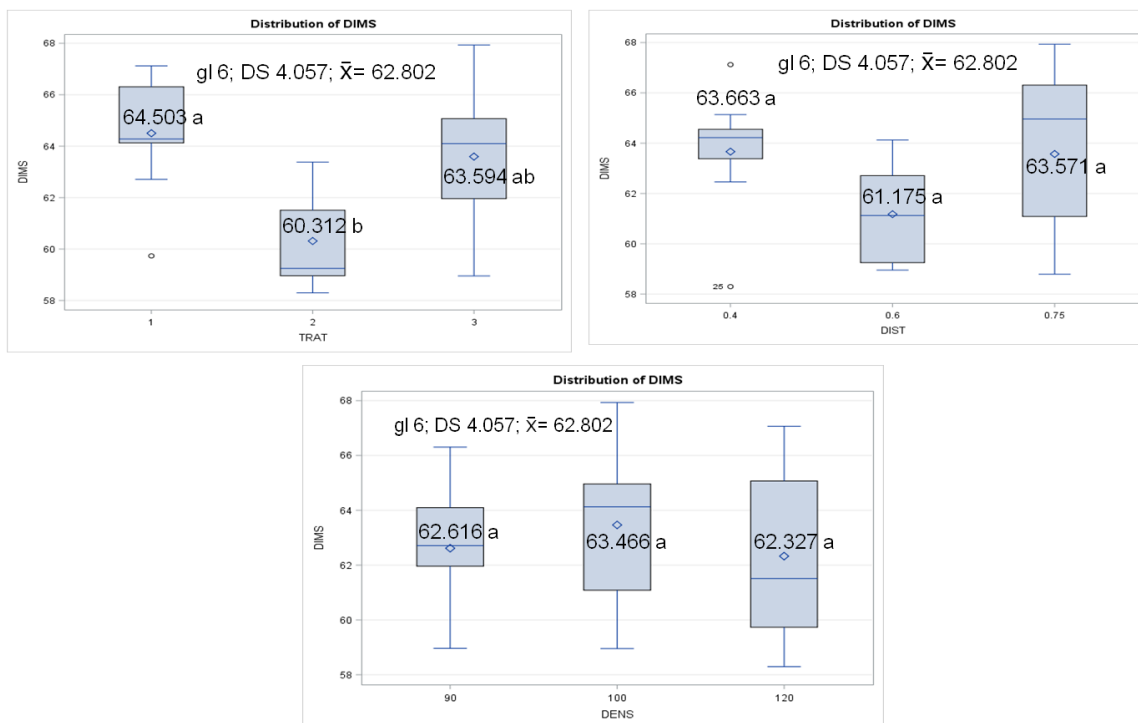 Distribution of DIMS
gl 6; DS 4.057; x̄= 62.802
68
66
64
62
60
58
DIMS
64.503 a
60.312 b
63.594 ab
1
2
3
TRAT
Distribution of DIMS
gl 6; DS 4.057; x̄= 62.802
68
66
64
62
60
58
DIMS
63.663 a
61.175 a
63.571 a
25
0.4
0.6
0.75
DIST
Distribution of DIMS
gl 6; DS 4.057; x̄= 62.802
68
66
64
62
60
58
DIMS
62.616 a
63.466 a
62.327 a
90
100
120
DENS